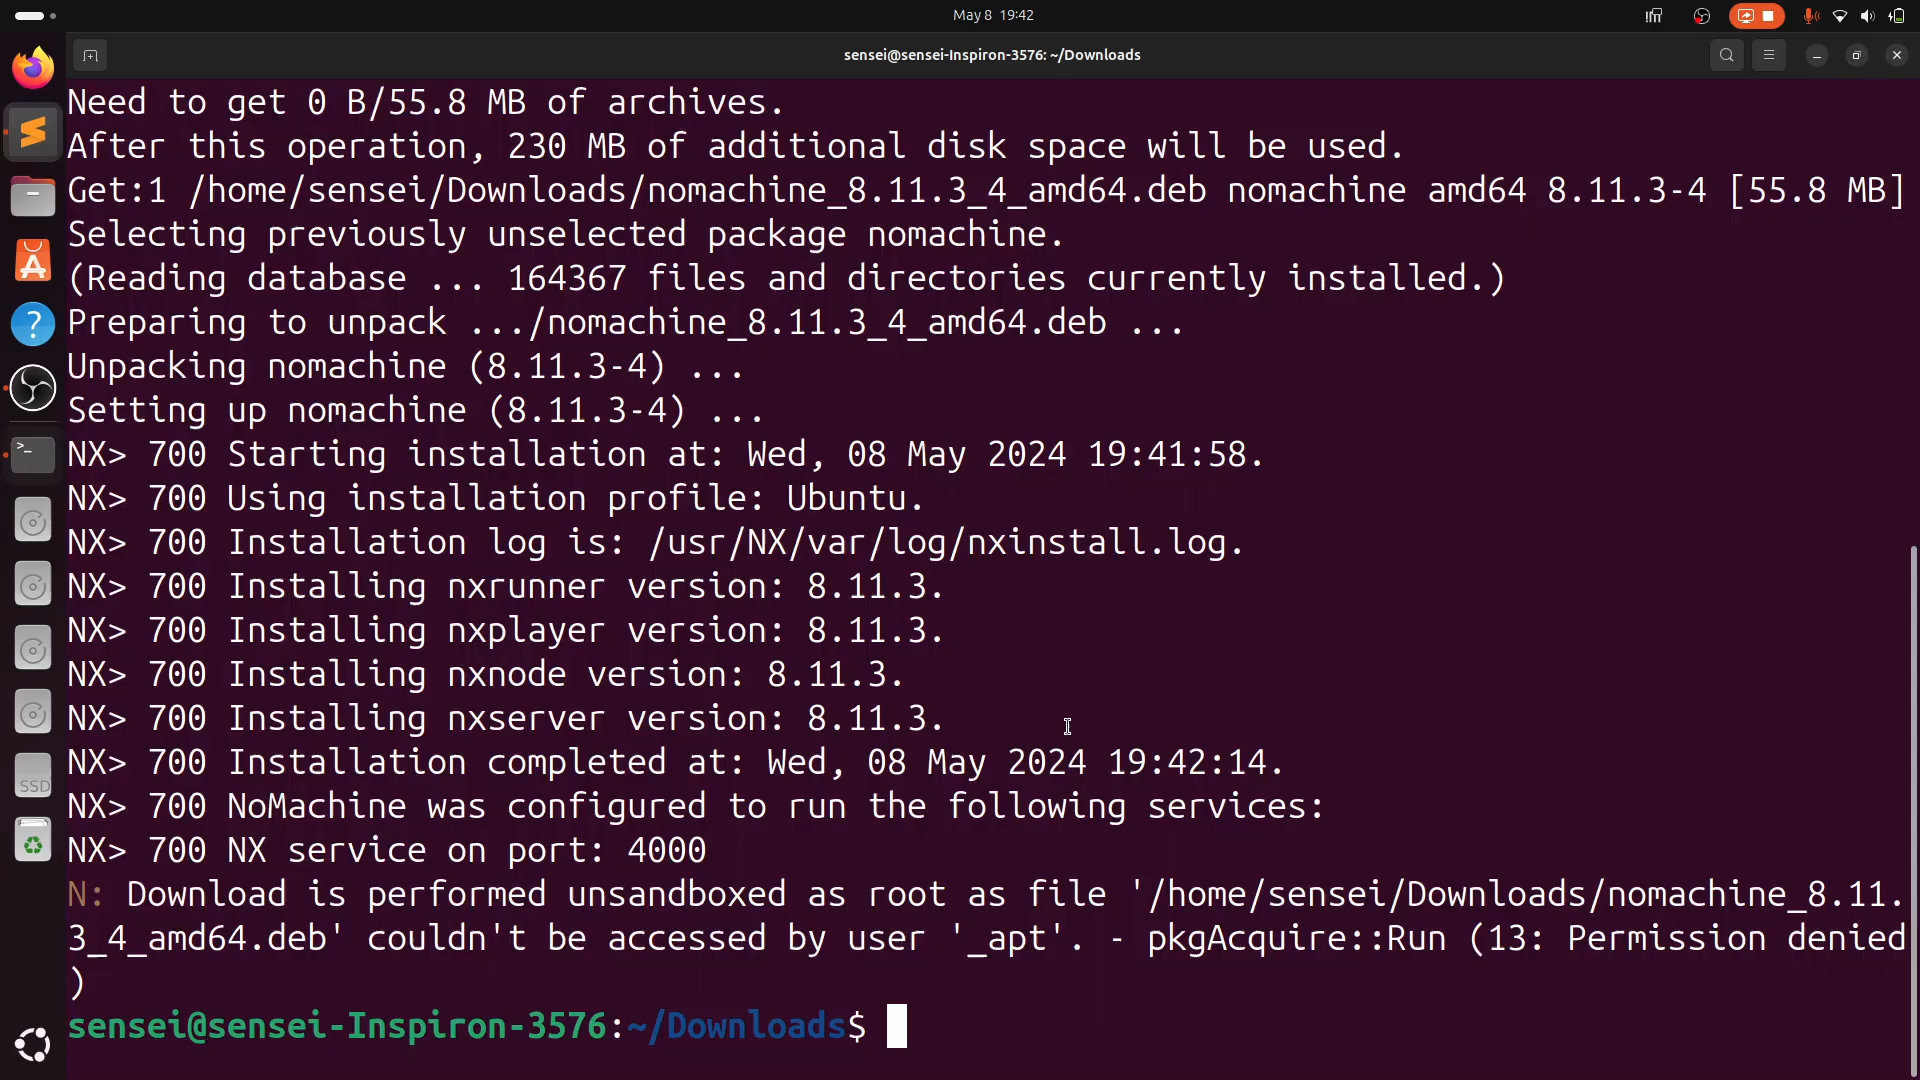 May 8 19:42
sensei@sensei-Inspiron-3576: ~/Downloads
Need to get 0 B/55.8 MB of archives.
After this operation, 230 MB of additional disk space will be used.
Get:1 /home/sensei/Downloads/nomachine_8.11.3_4_amd64.deb nomachine amd64 8.11.3-4 [55.8 MB]
Selecting previously unselected package nomachine.
(Reading database ... 164367 files and directories currently installed.)
Preparing to unpack .../nomachine_8.11.3_4_amd64.deb ...
Unpacking nomachine (8.11.3-4) ...
Setting up nomachine (8.11.3-4) ...
NX> 700 Starting installation at: Wed, 08 May 2024 19:41:58.
NX> 700 Using installation profile: Ubuntu.
NX> 700 Installation log is: /usr/NX/var/log/nxinstall.log.
NX> 700 Installing nxrunner version: 8.11.3.
NX> 700 Installing nxplayer version: 8.11.3.
NX> 700 Installing nxnode version: 8.11.3.
NX> 700 Installing nxserver version: 8.11.3.
NX> 700 Installation completed at: Wed, 08 May 2024 19:42:14.
NX> 700 NoMachine was configured to run the following services:
NX> 700 NX service on port: 4000
N: Download is performed unsandboxed as root as file '/home/sensei/Downloads/nomachine_8.11.
3_4_amd64.deb' couldn't be accessed by user '_apt'. - pkgAcquire::Run (13: Permission denied
)
sensei@sensei-Inspiron-3576:~/Downloads$
SSD